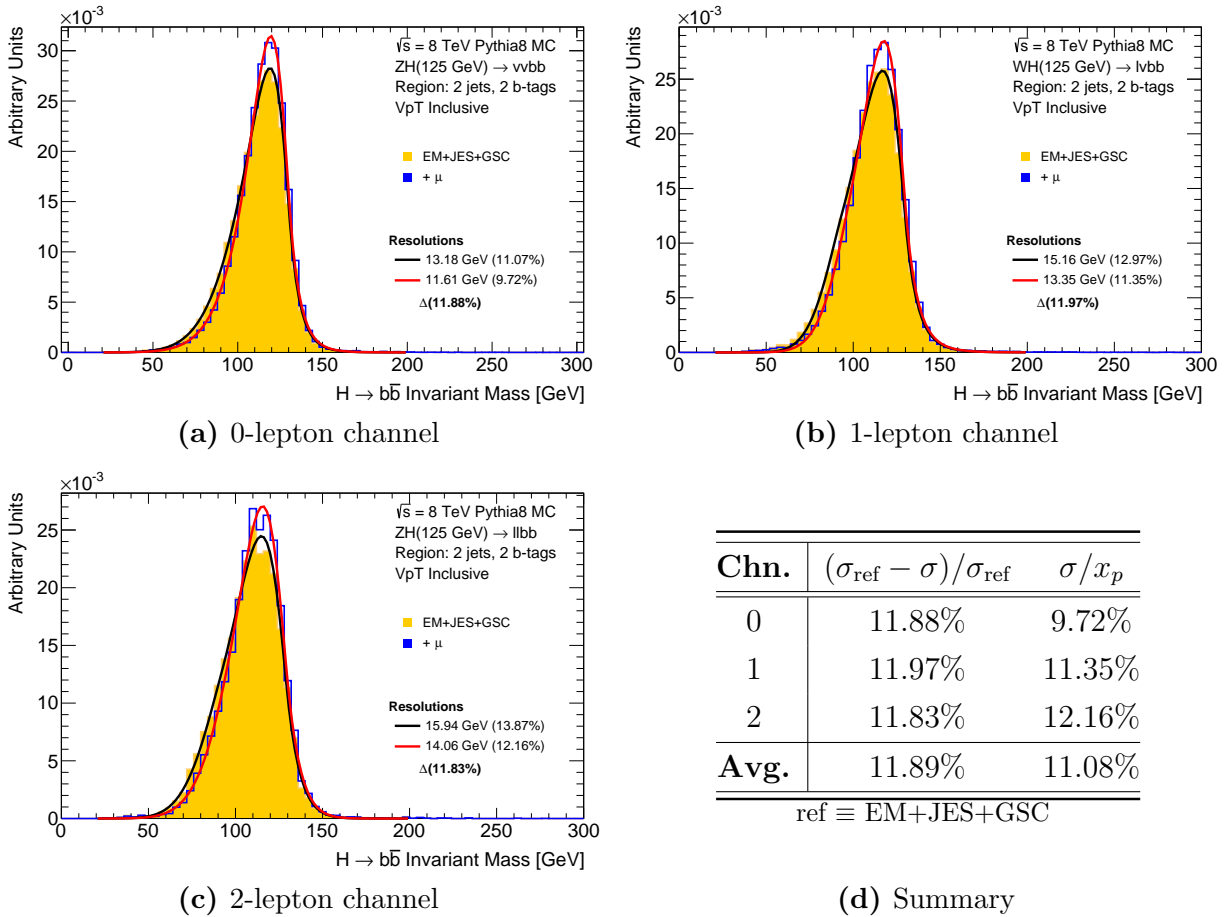 ×10⁻³
Arbitrary Units
30
25
20
15
10
5
0
0 50 100 150 200 250 300
H → bb̄ Invariant Mass [GeV]
√s = 8 TeV Pythia8 MC
ZH(125 GeV) → vvbb
Region: 2 jets, 2 b-tags
VpT Inclusive
EM+JES+GSC
+ μ
Resolutions
13.18 GeV (11.07%)
11.61 GeV (9.72%)
Δ(11.88%)
(a) 0-lepton channel
×10⁻³
Arbitrary Units
30
25
20
15
10
5
0
0 50 100 150 200 250 300
H → bb̄ Invariant Mass [GeV]
√s = 8 TeV Pythia8 MC
WH(125 GeV) → lvbb
Region: 2 jets, 2 b-tags
VpT Inclusive
EM+JES+GSC
+ μ
Resolutions
15.16 GeV (12.97%)
13.35 GeV (11.35%)
Δ(11.97%)
(b) 1-lepton channel
×10⁻³
Arbitrary Units
25
20
15
10
5
0
0 50 100 150 200 250 300
H → bb̄ Invariant Mass [GeV]
√s = 8 TeV Pythia8 MC
ZH(125 GeV) → llbb
Region: 2 jets, 2 b-tags
VpT Inclusive
EM+JES+GSC
+ μ
Resolutions
15.94 GeV (13.87%)
14.06 GeV (12.16%)
Δ(11.83%)
(c) 2-lepton channel
Chn. (σref − σ)/σref σ/xp
0 11.88% 9.72%
1 11.97% 11.35%
2 11.83% 12.16%
Avg. 11.89% 11.08%
ref ≡ EM+JES+GSC
(d) Summary